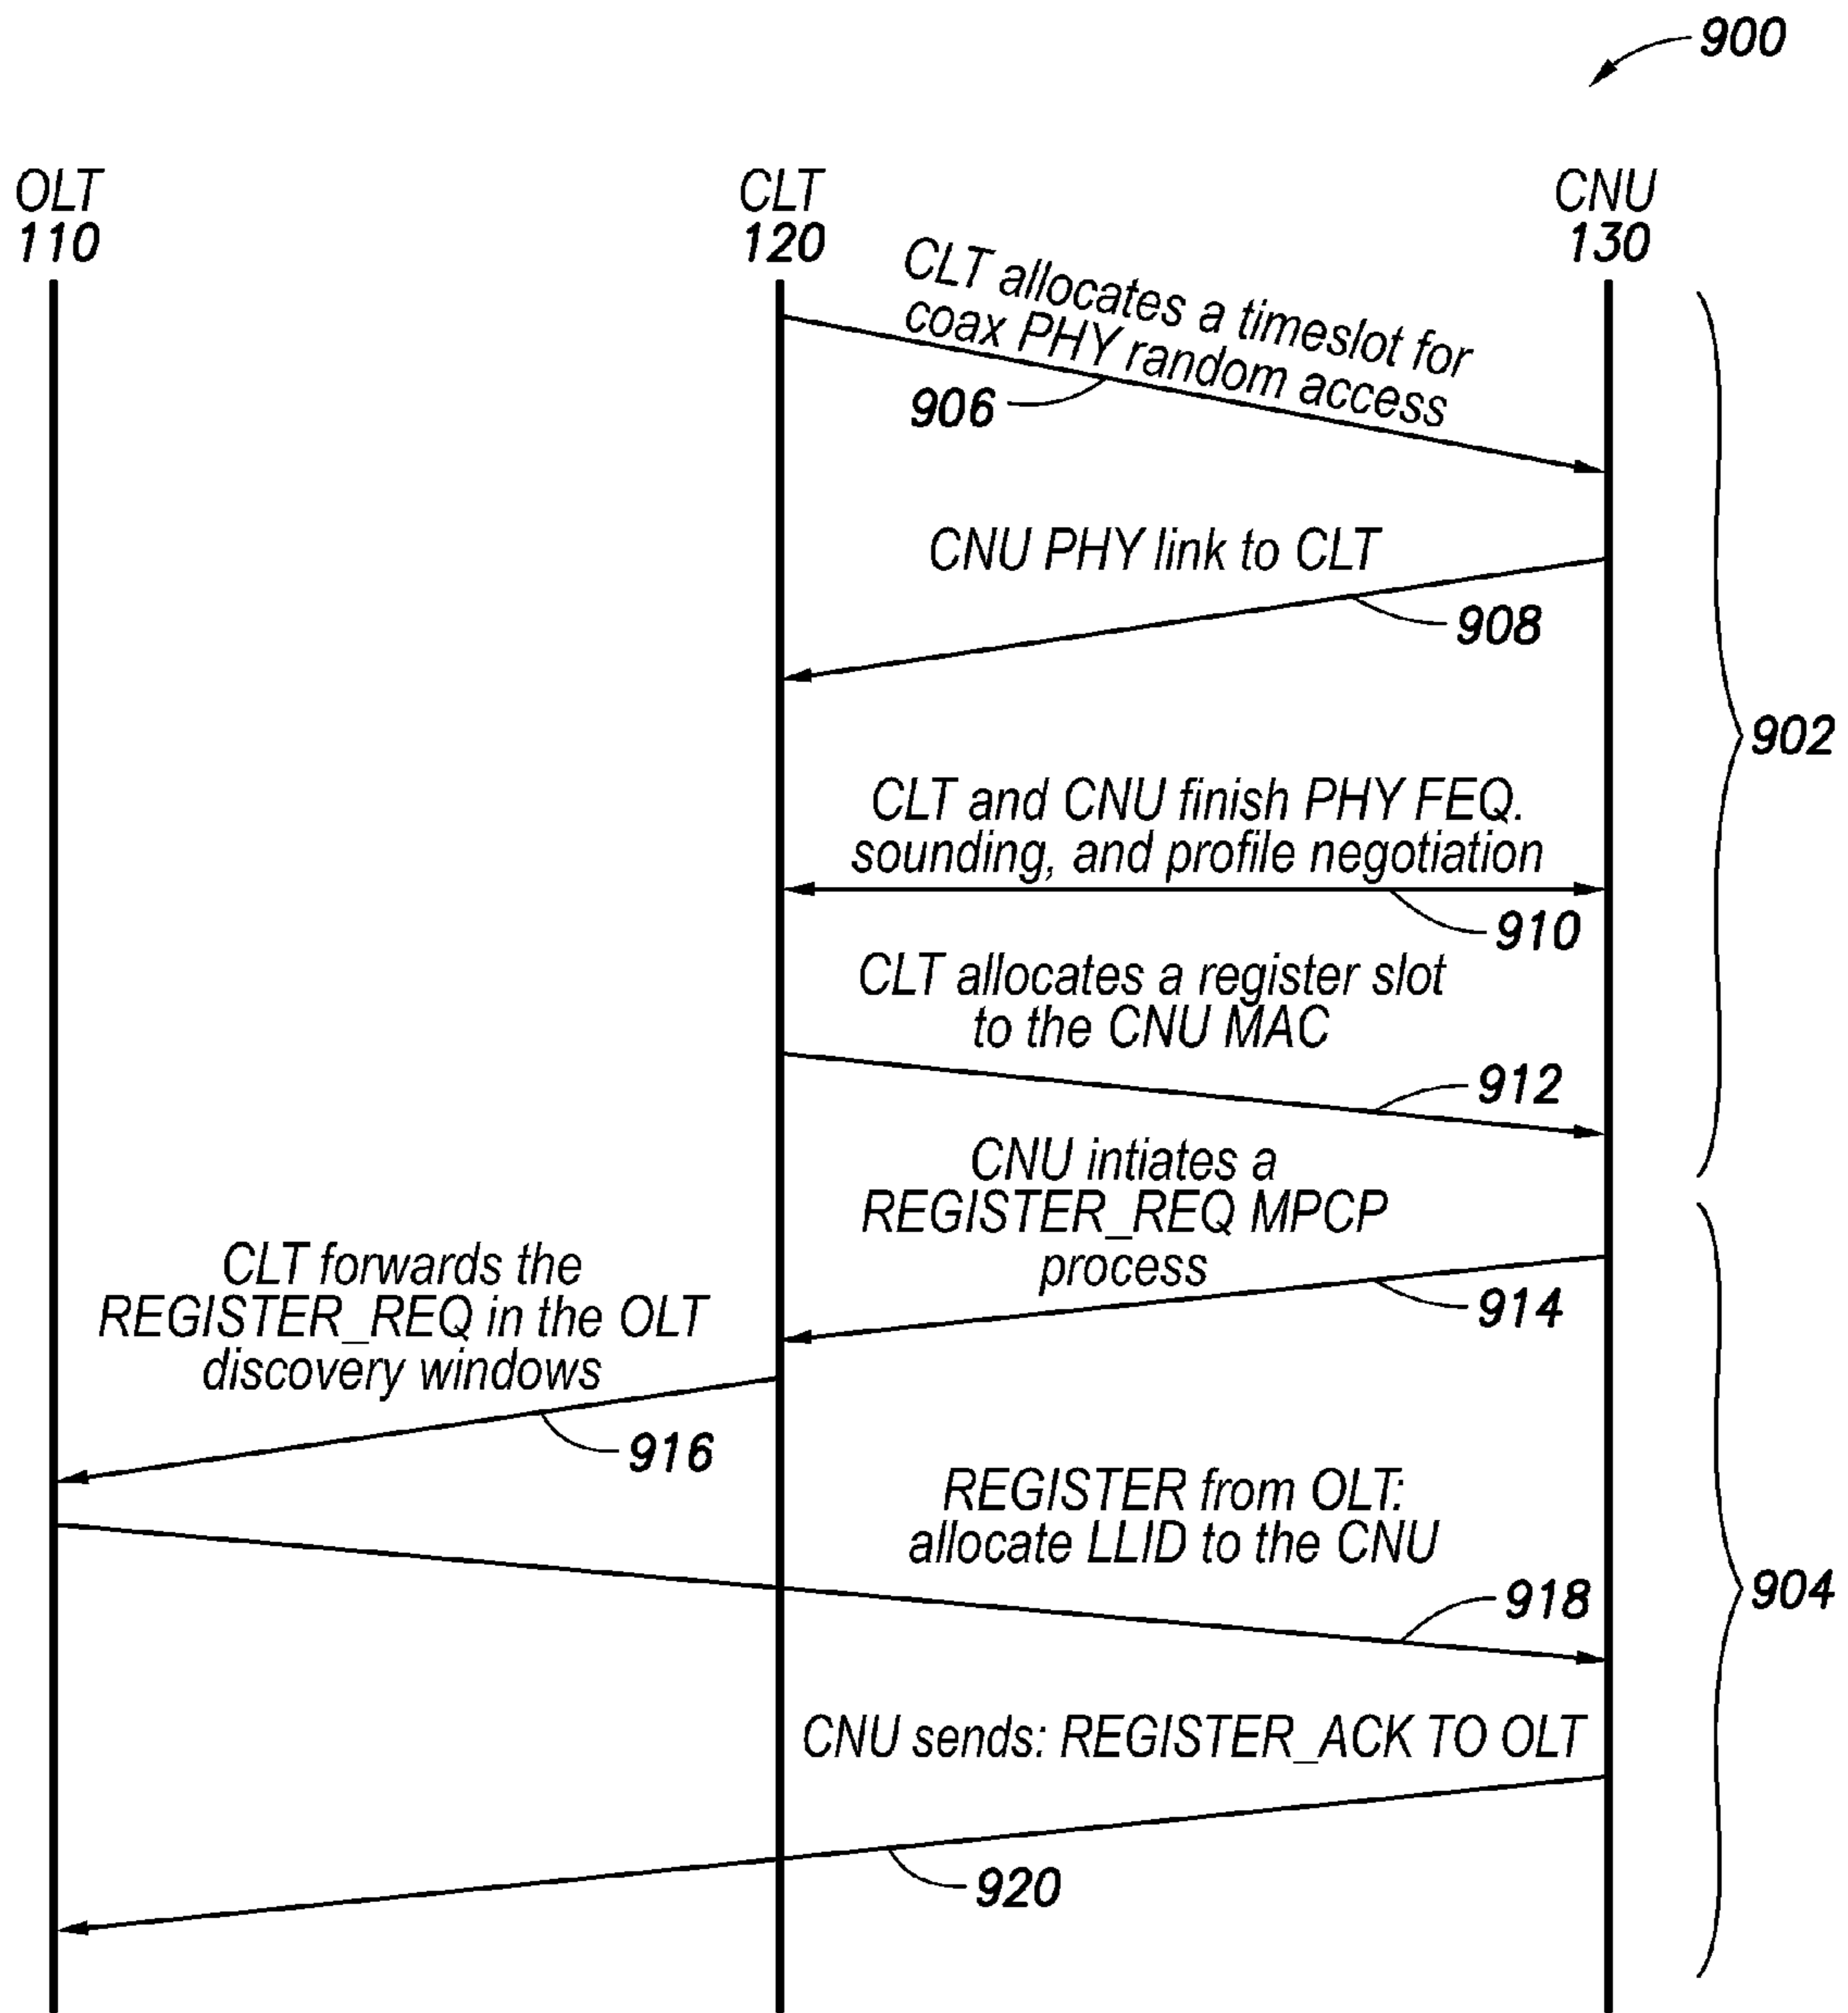 900
OLT
110
CLT
120
CNU
130
CLT allocates a timeslot for
coax PHY random access
906
CNU PHY link to CLT
908
902
CLT and CNU finish PHY FEQ.
sounding, and profile negotiation
910
CLT allocates a register slot
to the CNU MAC
912
CNU intiates a
REGISTER_REQ MPCP
process
914
CLT forwards the
REGISTER_REQ in the OLT
discovery windows
916
REGISTER from OLT:
allocate LLID to the CNU
918
904
CNU sends: REGISTER_ACK TO OLT
920